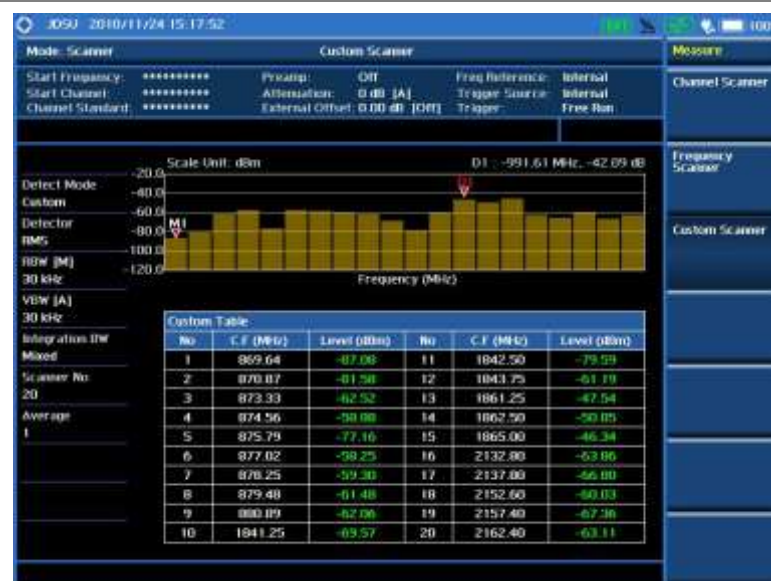 JDSU 2010/11/24 15:17:52
100
Mode: Scanner Custom Scanner
Measure
Start Frequency: ********** Preamp: Off Freq Reference: Internal
Start Channel: ********** Attenuation: 0 dB [A] Trigger Source: Internal
Channel Standard: ********** External Offset: 0.00 dB [Off] Trigger: Free Run
Channel Scanner
Frequency Scanner
Custom Scanner
Scale Unit: dBm D1 : -991.61 MHz, -42.09 dB
-20.0
-40.0
-60.0
-80.0
-100.0
-120.0
M1
Frequency (MHz)
Detect Mode
Custom
Detector
RMS
RBW [M]
30 kHz
VBW [A]
30 kHz
Integration BW
Mixed
Scanner No
20
Average
1
Custom Table
No C.F (MHz) Level (dBm) No C.F (MHz) Level (dBm)
1 869.64 -87.08 11 1842.50 -79.59
2 870.87 -81.50 12 1843.75 -61.19
3 873.33 -62.52 13 1861.25 -47.54
4 874.56 14 1862.50 -50.05
5 875.79 -77.16 15 1865.00 -46.34
6 877.02 16 2132.80 -63.86
7 878.25 -59.30 17 2137.80 -66.80
8 879.48 -61.48 18 2152.60 -60.03
9 880.89 -62.06 19 2157.40 -67.36
10 1841.25 -69.57 20 2162.40 -63.11